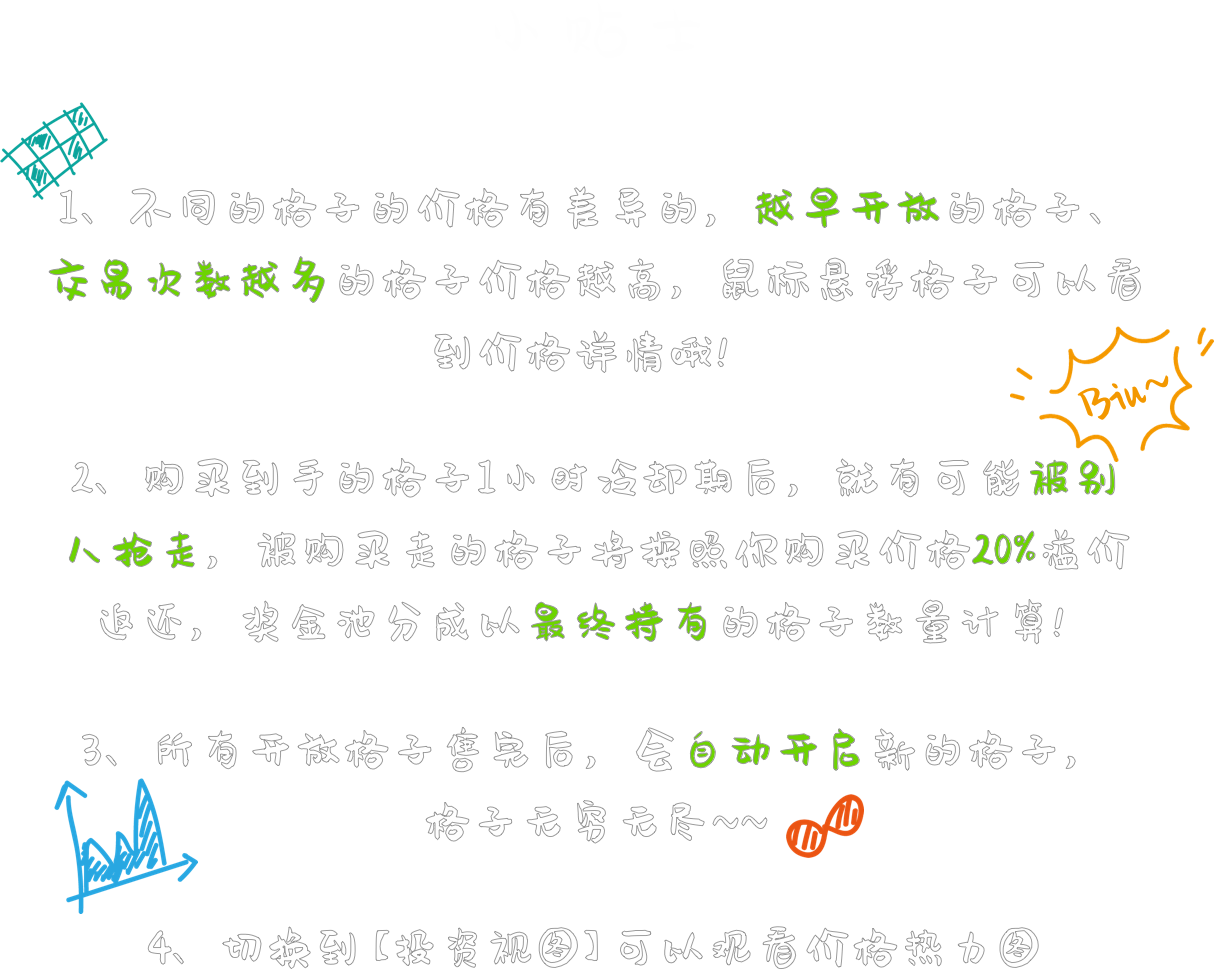 1、不同的格子的价格有差异的，越早开放的格子、
交易次数越多的格子价格越高，鼠标悬浮格子可以看
到价格详情哦！
Biu~
2、购买到手的格子1小时冷却期后，就有可能被别
人抢走，被购买走的格子将按照你购买价格20%溢价
返还，奖金池分成以最终持有的格子数量计算！
3、所有开放格子售完后，会自动开启新的格子，
格子无穷无尽~~
4、切换到【投资视图】可以观看价格热力图